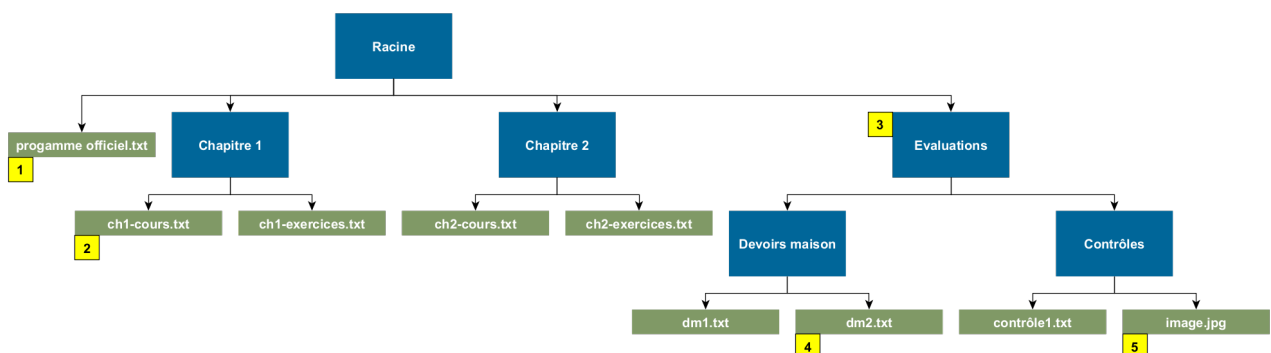 Racine
progamme officiel.txt
1
Chapitre 1
Chapitre 2
3
Evaluations
ch1-cours.txt
2
ch1-exercices.txt
ch2-cours.txt
ch2-exercices.txt
Devoirs maison
Contrôles
dm1.txt
dm2.txt
4
contrôle1.txt
image.jpg
5